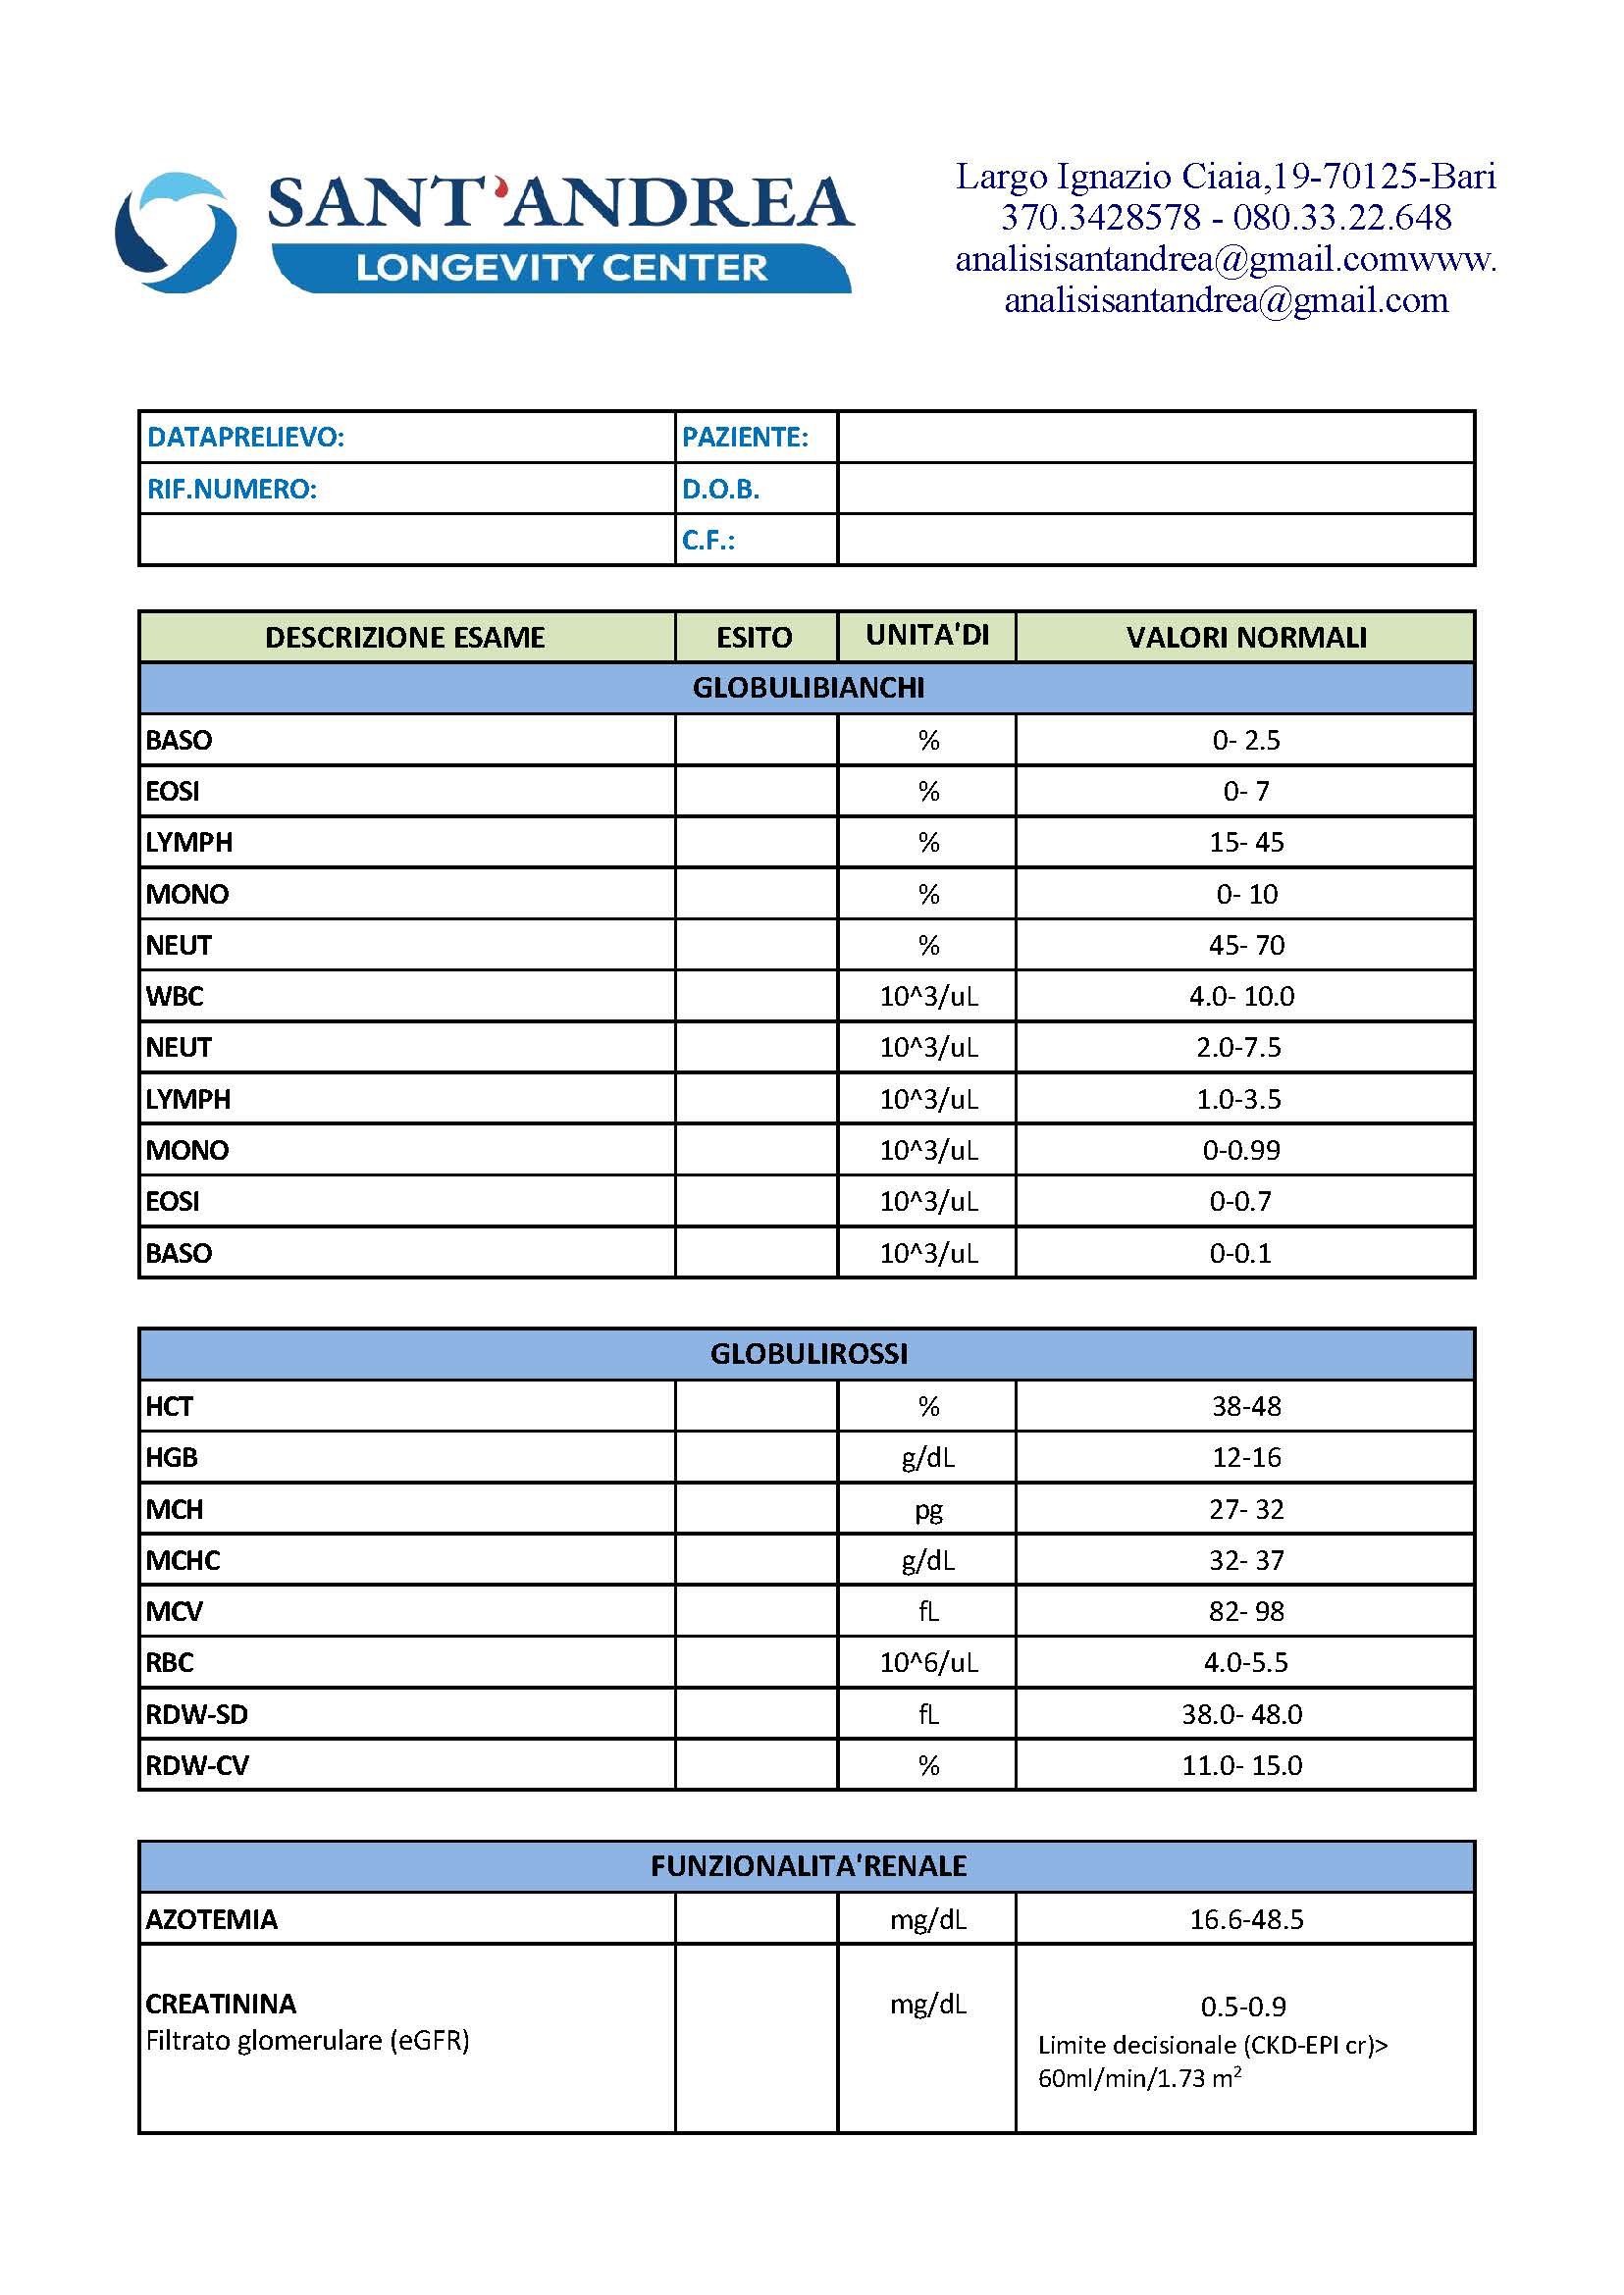 SANT'ANDREA
LONGEVITY CENTER
Largo Ignazio Ciaia,19-70125-Bari
370.3428578 - 080.33.22.648
analisisantandrea@gmail.comwww.
analisisantandrea@gmail.com
DATAPRELIEVO: PAZIENTE:
RIF.NUMERO: D.O.B.
C.F.:
DESCRIZIONE ESAME ESITO UNITA'DI VALORI NORMALI
GLOBULIBIANCHI
BASO % 0- 2.5
EOSI % 0- 7
LYMPH % 15- 45
MONO % 0- 10
NEUT % 45- 70
WBC 10^3/uL 4.0- 10.0
NEUT 10^3/uL 2.0-7.5
LYMPH 10^3/uL 1.0-3.5
MONO 10^3/uL 0-0.99
EOSI 10^3/uL 0-0.7
BASO 10^3/uL 0-0.1
GLOBULIROSSI
HCT % 38-48
HGB g/dL 12-16
MCH pg 27- 32
MCHC g/dL 32- 37
MCV fL 82- 98
RBC 10^6/uL 4.0-5.5
RDW-SD fL 38.0- 48.0
RDW-CV % 11.0- 15.0
FUNZIONALITA'RENALE
AZOTEMIA mg/dL 16.6-48.5
CREATININA mg/dL 0.5-0.9
Filtrato glomerulare (eGFR) Limite decisionale (CKD-EPI cr)>
60ml/min/1.73 m²